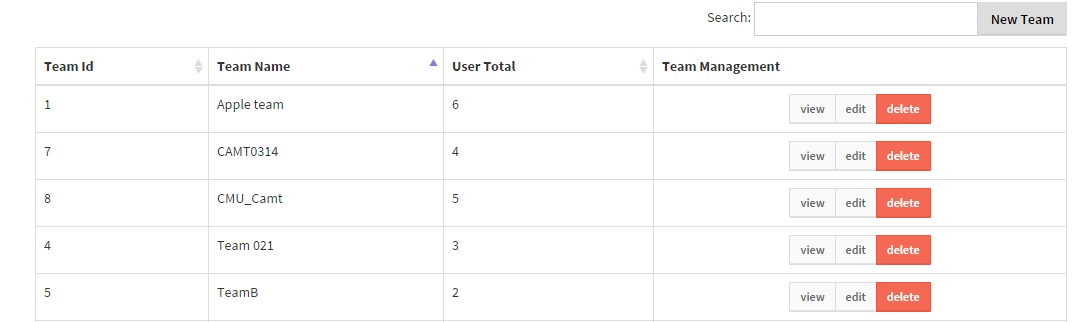 Search: New Team
Team Id Team Name User Total Team Management
1 Apple team 6 view edit delete
7 CAMT0314 4 view edit delete
8 CMU_Camt 5 view edit delete
4 Team 021 3 view edit delete
5 TeamB 2 view edit delete